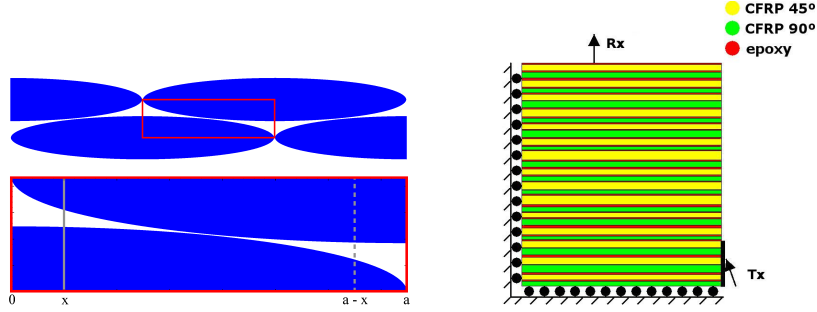 CFRP 45º
CFRP 90º
epoxy
Rx
Tx
0
x
a - x
a